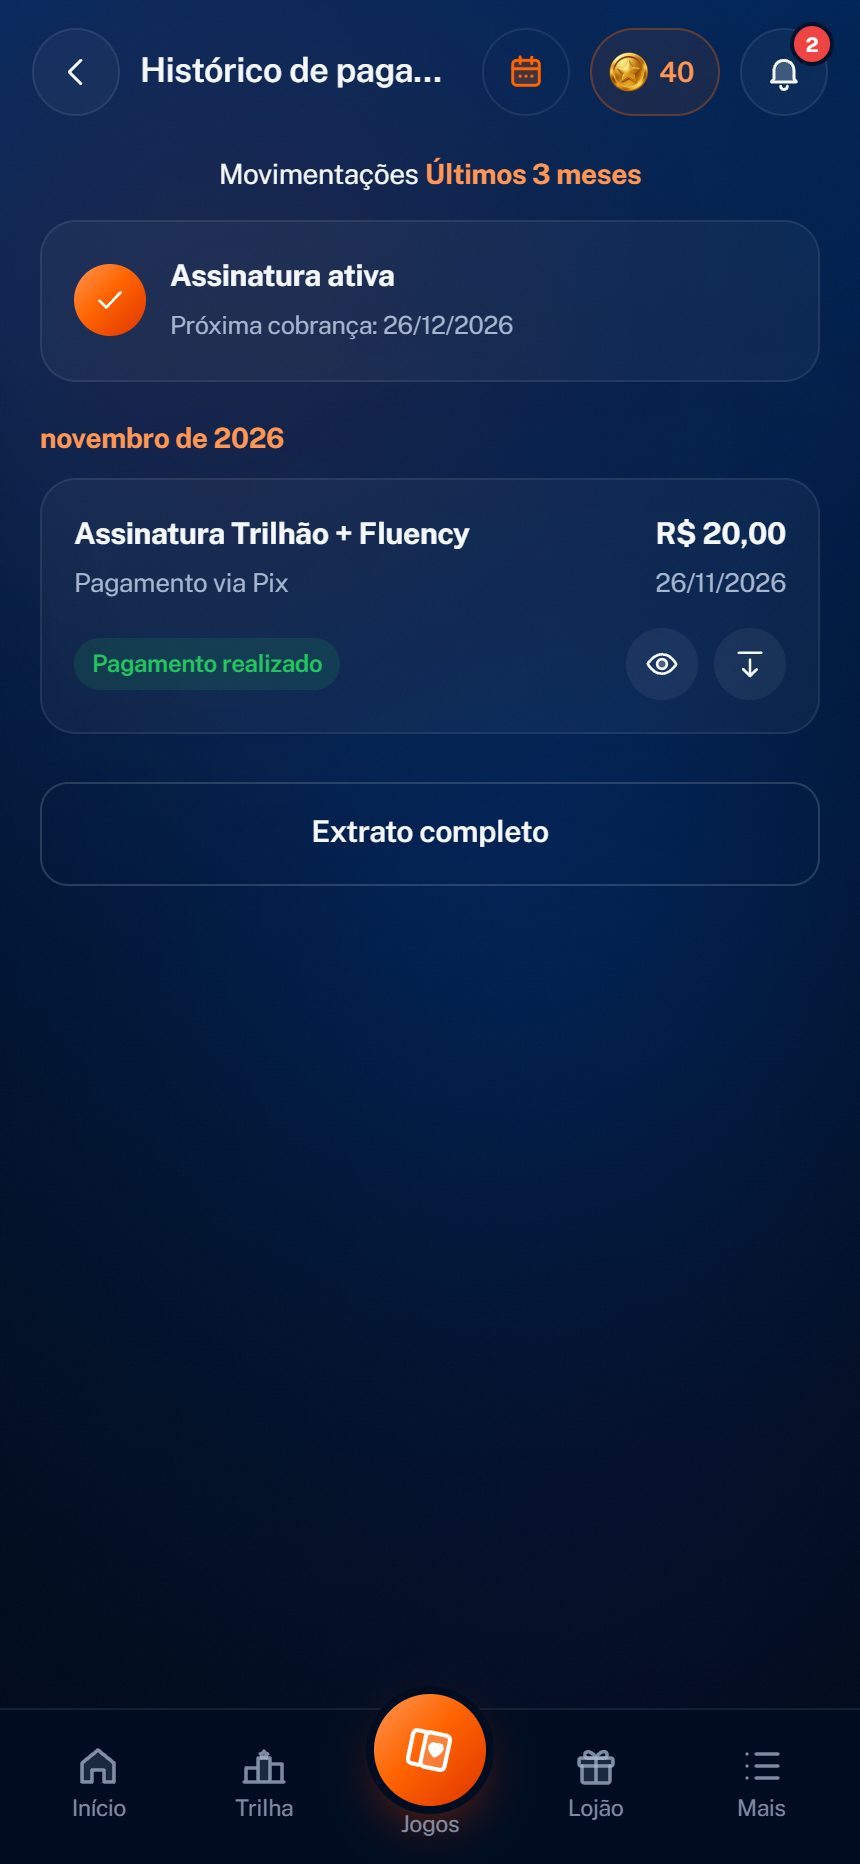 Histórico de paga...
40
2
Movimentações Últimos 3 meses
Assinatura ativa
Próxima cobrança: 26/12/2026
novembro de 2026
Assinatura Trilhão + Fluency
R$ 20,00
Pagamento via Pix
26/11/2026
Pagamento realizado
Extrato completo
Início
Trilha
Jogos
Lojão
Mais